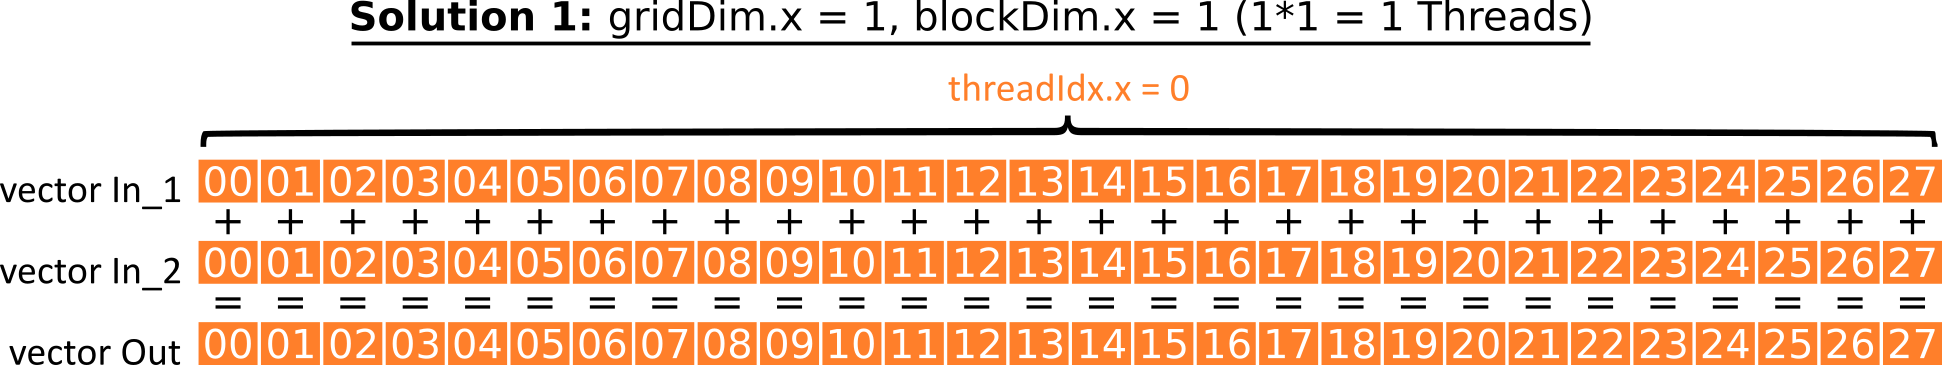 Solution 1: gridDim.x = 1, blockDim.x = 1 (1*1 = 1 Threads)
threadIdx.x = 0
vector In_1 00 01 02 03 04 05 06 07 08 09 10 11 12 13 14 15 16 17 18 19 20 21 22 23 24 25 26 27
+ + + + + + + + + + + + + + + + + + + + + + + + + + + +
vector In_2 00 01 02 03 04 05 06 07 08 09 10 11 12 13 14 15 16 17 18 19 20 21 22 23 24 25 26 27
= = = = = = = = = = = = = = = = = = = = = = = = = = = =
vector Out 00 01 02 03 04 05 06 07 08 09 10 11 12 13 14 15 16 17 18 19 20 21 22 23 24 25 26 27